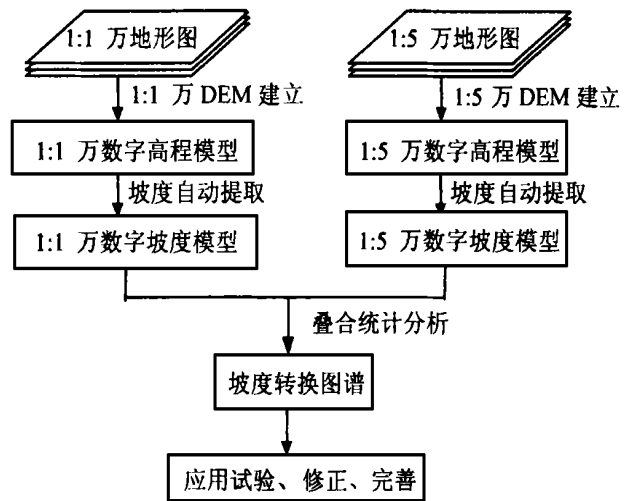 1:1 万地形图
1:5 万地形图
1:1 万 DEM 建立
1:5 万 DEM 建立
1:1 万数字高程模型
1:5 万数字高程模型
坡度自动提取
坡度自动提取
1:1 万数字坡度模型
1:5 万数字坡度模型
叠合统计分析
坡度转换图谱
应用试验、修正、完善